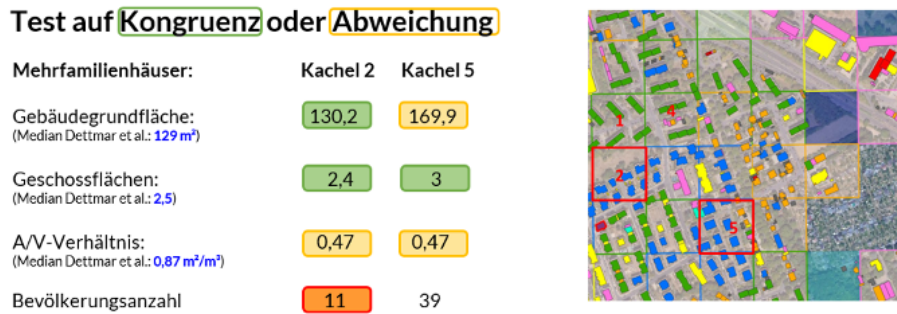 Test auf Kongruenz oder Abweichung
Mehrfamilienhäuser: Kachel 2 Kachel 5
Gebäudegrundfläche: 130,2 169,9
(Median Dettmar et al.: 129 m²)
Geschossflächen: 2,4 3
(Median Dettmar et al.: 2,5)
A/V-Verhältnis: 0,47 0,47
(Median Dettmar et al.: 0,87 m²/m³)
Bevölkerungsanzahl 11 39
1 4
2
5